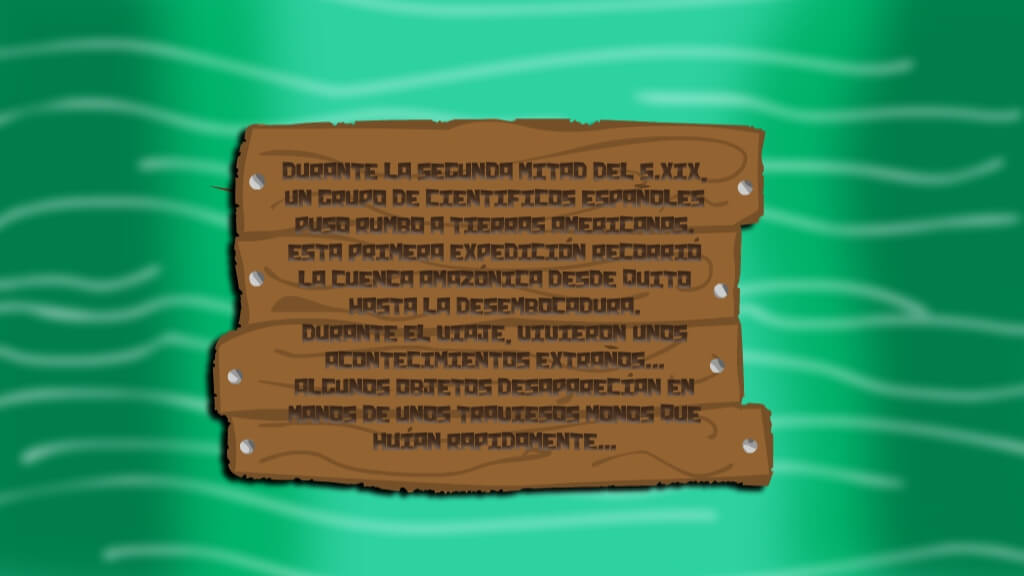 DURANTE LA SEGUNDA MITAD DEL S.XIX,
UN GRUPO DE CIENTIFICOS ESPAÑOLES
PUSO RUMBO A TIERRAS AMERICANAS.
ESTA PRIMERA EXPEDICIÓN RECORRIÓ
LA CUENCA AMAZÓNICA DESDE QUITO
HASTA LA DESEMBOCADURA.
DURANTE EL VIAJE, VIVIERON UNOS
ACONTECIMIENTOS EXTRAÑOS...
ALGUNOS OBJETOS DESAPARECÍAN EN
MANOS DE UNOS TRAVIESOS MONOS QUE
HUÍAN RAPIDAMENTE...